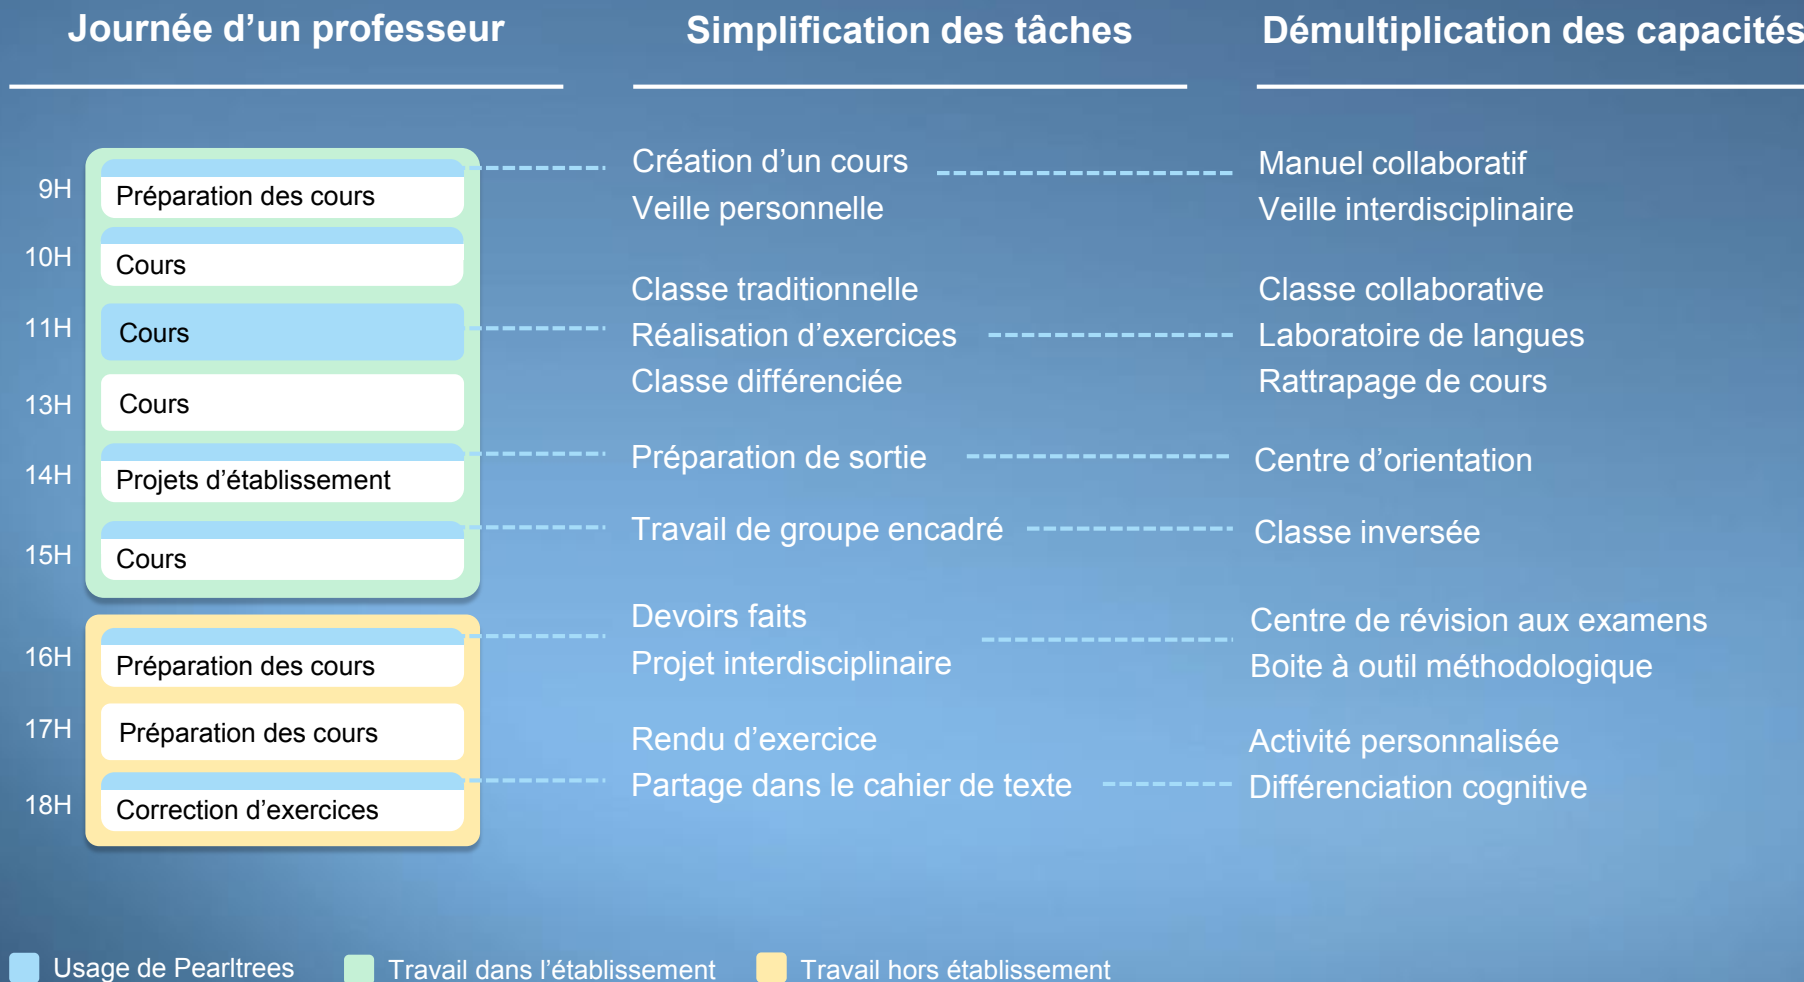 Journée d’un professeur
Simplification des tâches
Démultiplication des capacités
9H
Préparation des cours
10H
Cours
11H
Cours
13H
Cours
14H
Projets d’établissement
15H
Cours
16H
Préparation des cours
17H
Préparation des cours
18H
Correction d’exercices
Création d’un cours
Veille personnelle
Classe traditionnelle
Réalisation d’exercices
Classe différenciée
Préparation de sortie
Travail de groupe encadré
Devoirs faits
Projet interdisciplinaire
Rendu d’exercice
Partage dans le cahier de texte
Manuel collaboratif
Veille interdisciplinaire
Classe collaborative
Laboratoire de langues
Rattrapage de cours
Centre d’orientation
Classe inversée
Centre de révision aux examens
Boite à outil méthodologique
Activité personnalisée
Différenciation cognitive
Usage de Pearltrees
Travail dans l’établissement
Travail hors établissement